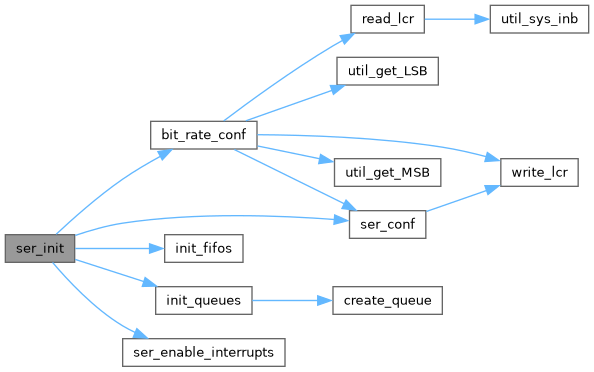 read_lcr
util_sys_inb
util_get_LSB
bit_rate_conf
util_get_MSB
write_lcr
ser_conf
ser_init
init_fifos
init_queues
create_queue
ser_enable_interrupts